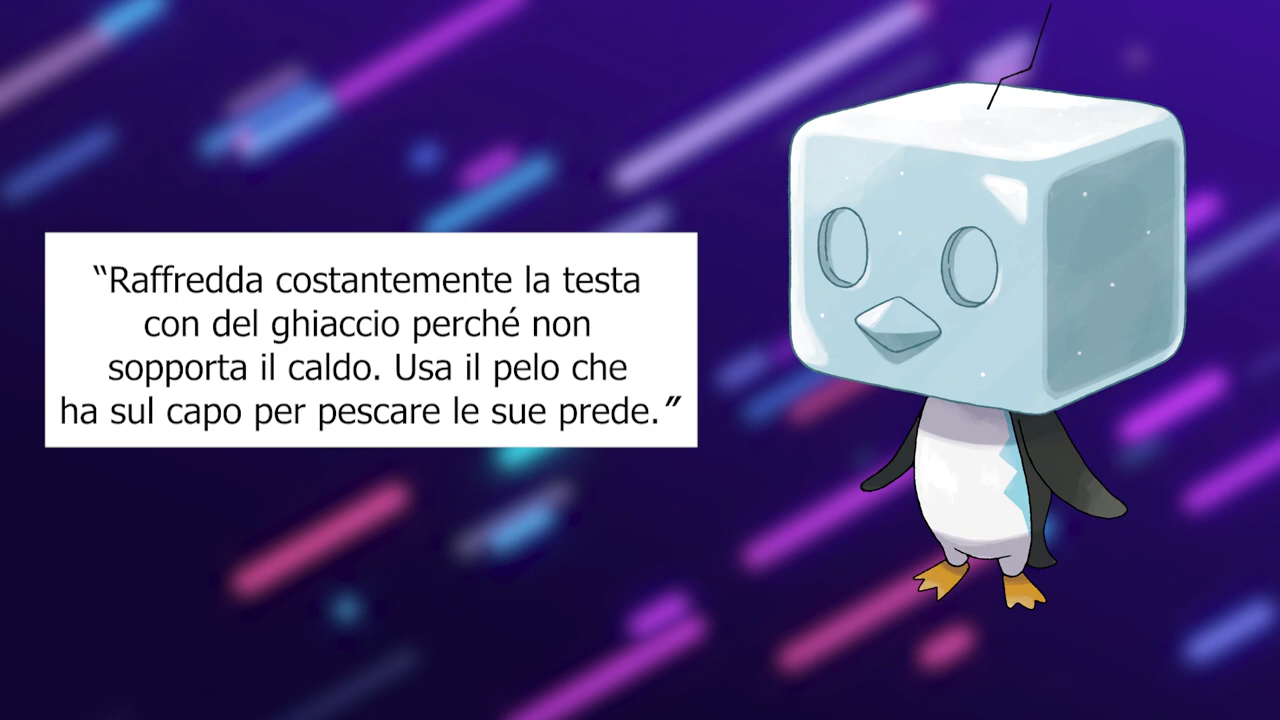 “Raffredda costantemente la testa
con del ghiaccio perché non
sopporta il caldo. Usa il pelo che
ha sul capo per pescare le sue prede.”